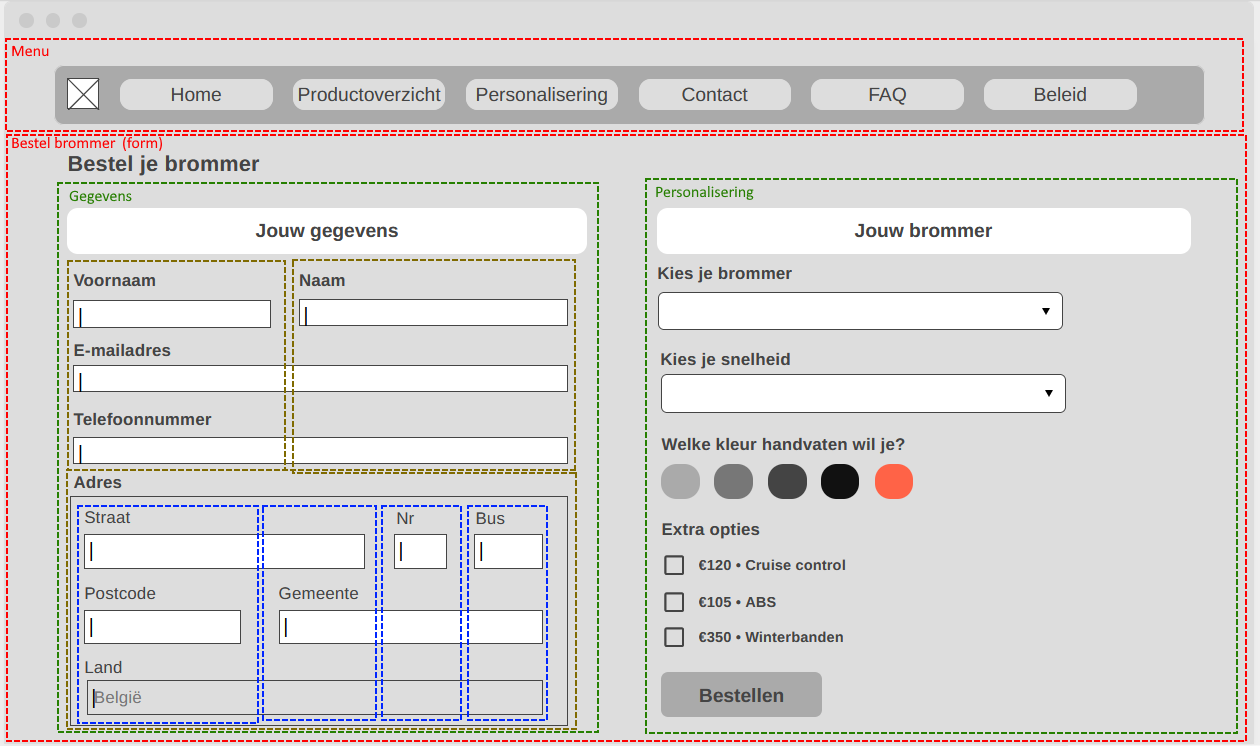 Menu
Home Productoverzicht Personalisering Contact FAQ Beleid
Bestel brommer (form)
Bestel je brommer
Gegevens
Jouw gegevens
Voornaam Naam
E-mailadres
Telefoonnummer
Adres
Straat Nr Bus
Postcode Gemeente
Land
België
Personalisering
Jouw brommer
Kies je brommer
Kies je snelheid
Welke kleur handvaten wil je?
Extra opties
€120 • Cruise control
€105 • ABS
€350 • Winterbanden
Bestellen